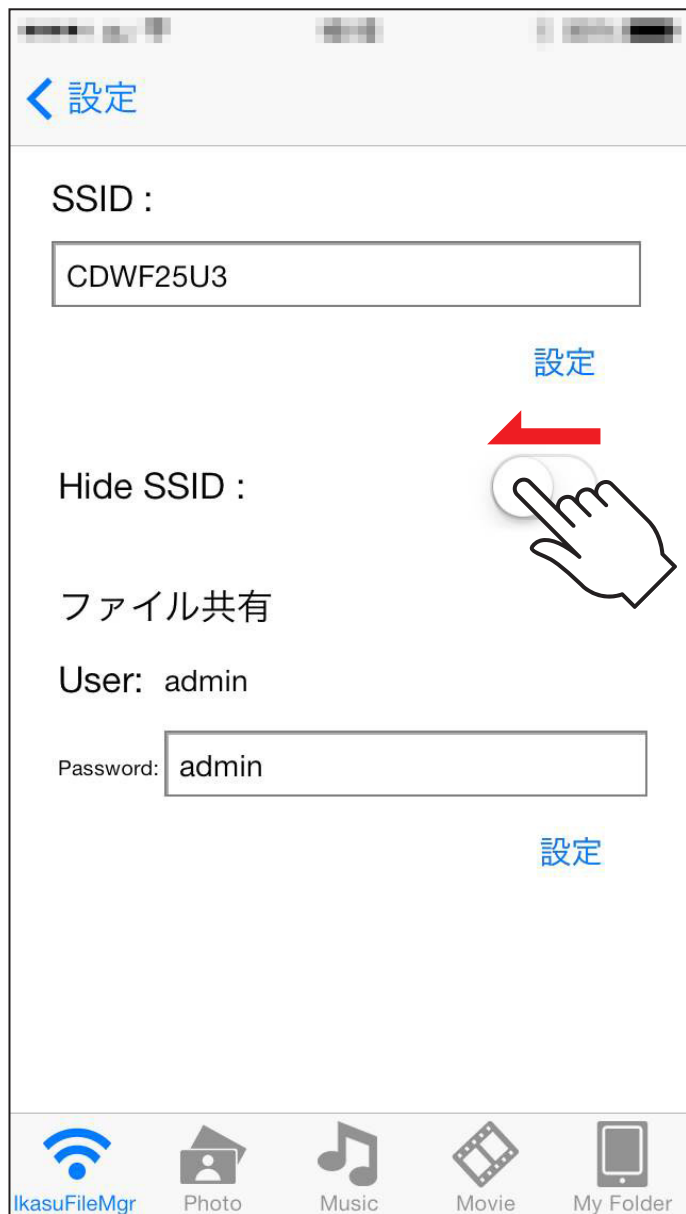 設定
SSID :
CDWF25U3
設定
Hide SSID :
ファイル共有
User: admin
Password: admin
設定
IkasuFileMgr Photo Music Movie My Folder